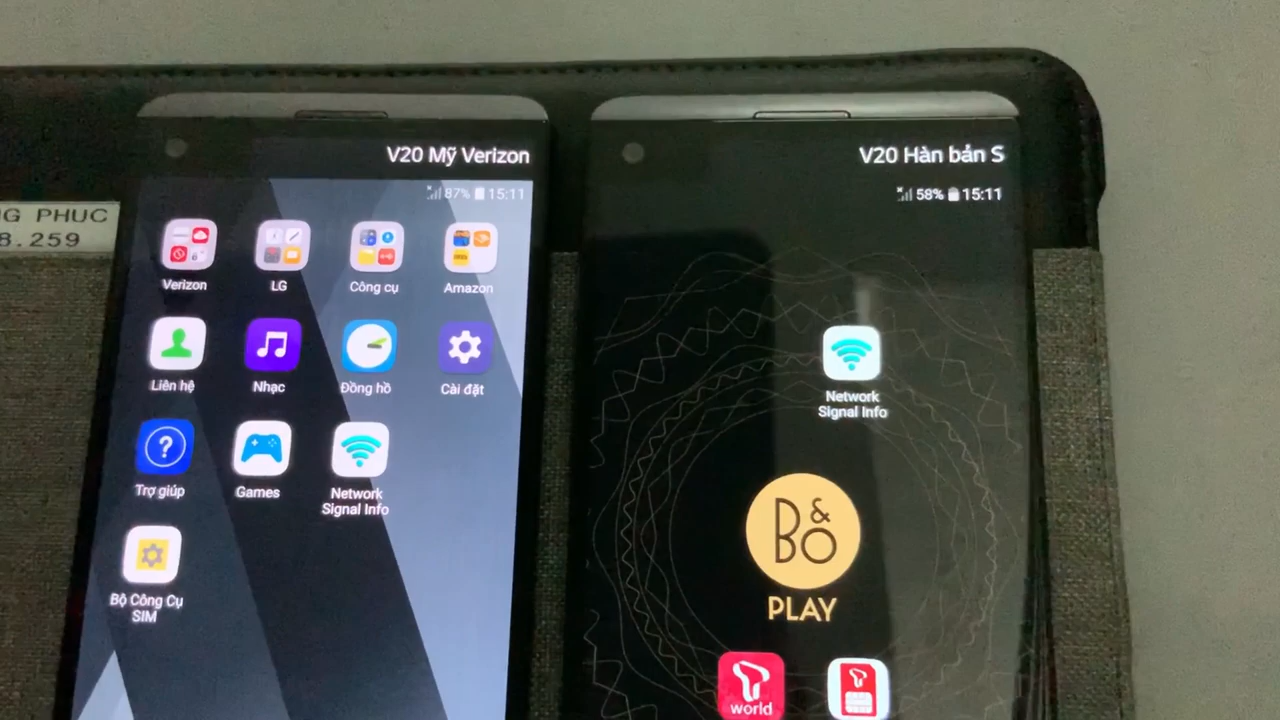 V20 Mỹ Verizon
87% 15:11
Verizon
LG
Công cụ
Amazon
Liên hệ
Nhạc
Đồng hồ
Cài đặt
Trợ giúp
Games
Network
Signal Info
Bộ Công Cụ
SIM
V20 Hàn bản S
58% 15:11
Network
Signal Info
B&O
PLAY
T
world
NG PHUC
8.259